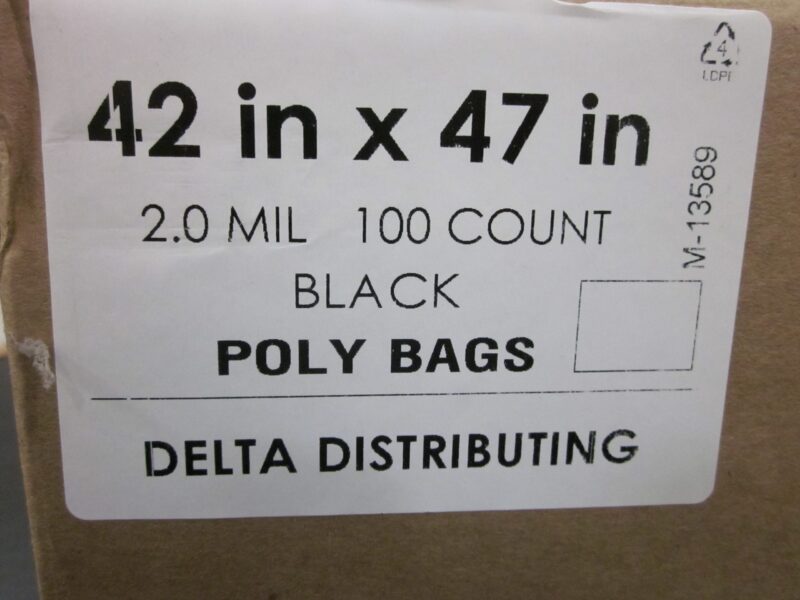 4
LDPE
42 in x 47 in
M-13589
2.0 MIL 100 COUNT
BLACK
POLY BAGS
DELTA DISTRIBUTING